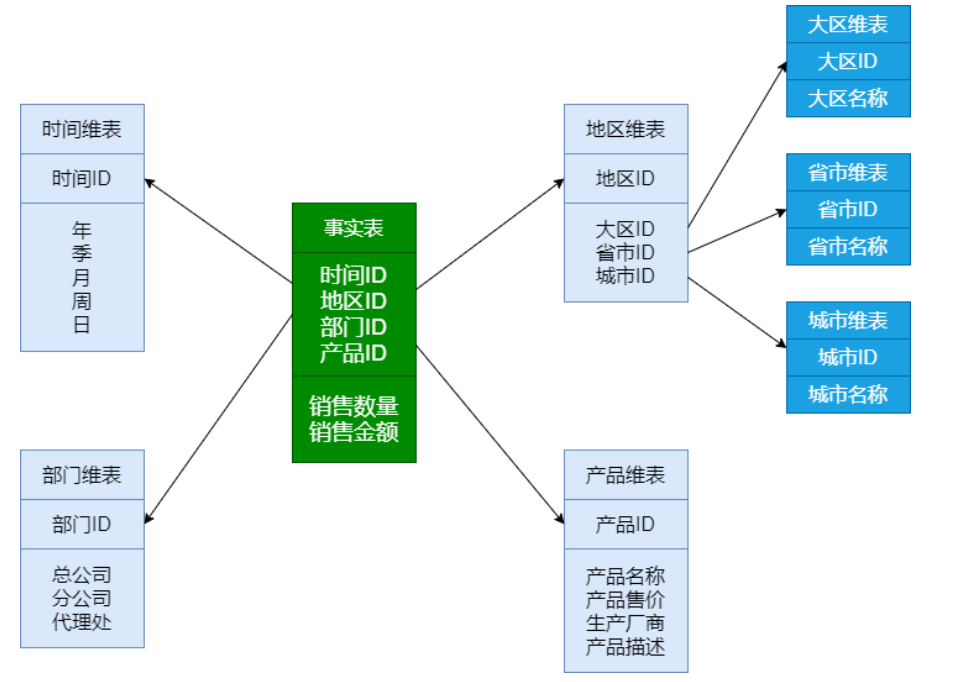 时间维表
时间ID
年
季
月
周
日
部门维表
部门ID
总公司
分公司
代理处
事实表
时间ID
地区ID
部门ID
产品ID
销售数量
销售金额
地区维表
地区ID
大区ID
省市ID
城市ID
产品维表
产品ID
产品名称
产品售价
生产厂商
产品描述
大区维表
大区ID
大区名称
省市维表
省市ID
省市名称
城市维表
城市ID
城市名称